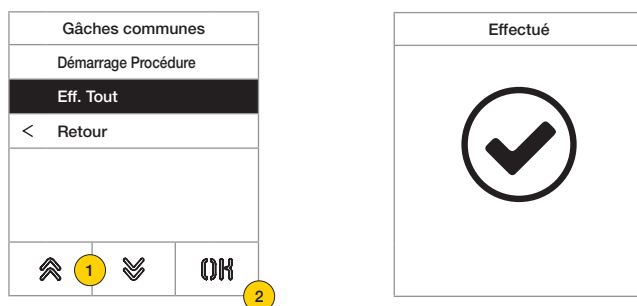 Gâches communes
Démarrage Procédure
Eff. Tout
< Retour
1
OK
2
Effectué